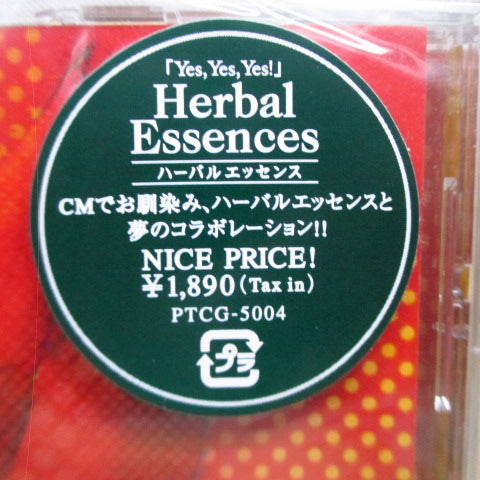 「Yes, Yes, Yes!」
Herbal
Essences
ハーバルエッセンス
CMでお馴染み、ハーバルエッセンスと
夢のコラボレーション!!
NICE PRICE!
¥1,890(Tax in)
PTCG-5004
プラ